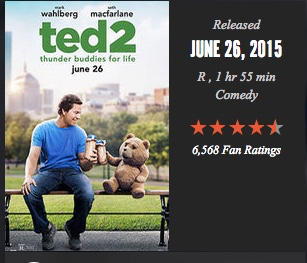 mark wahlberg
seth macfarlane
ted2
thunder buddies for life
june 26
Released
JUNE 26, 2015
R , 1 hr 55 min
Comedy
6,568 Fan Ratings